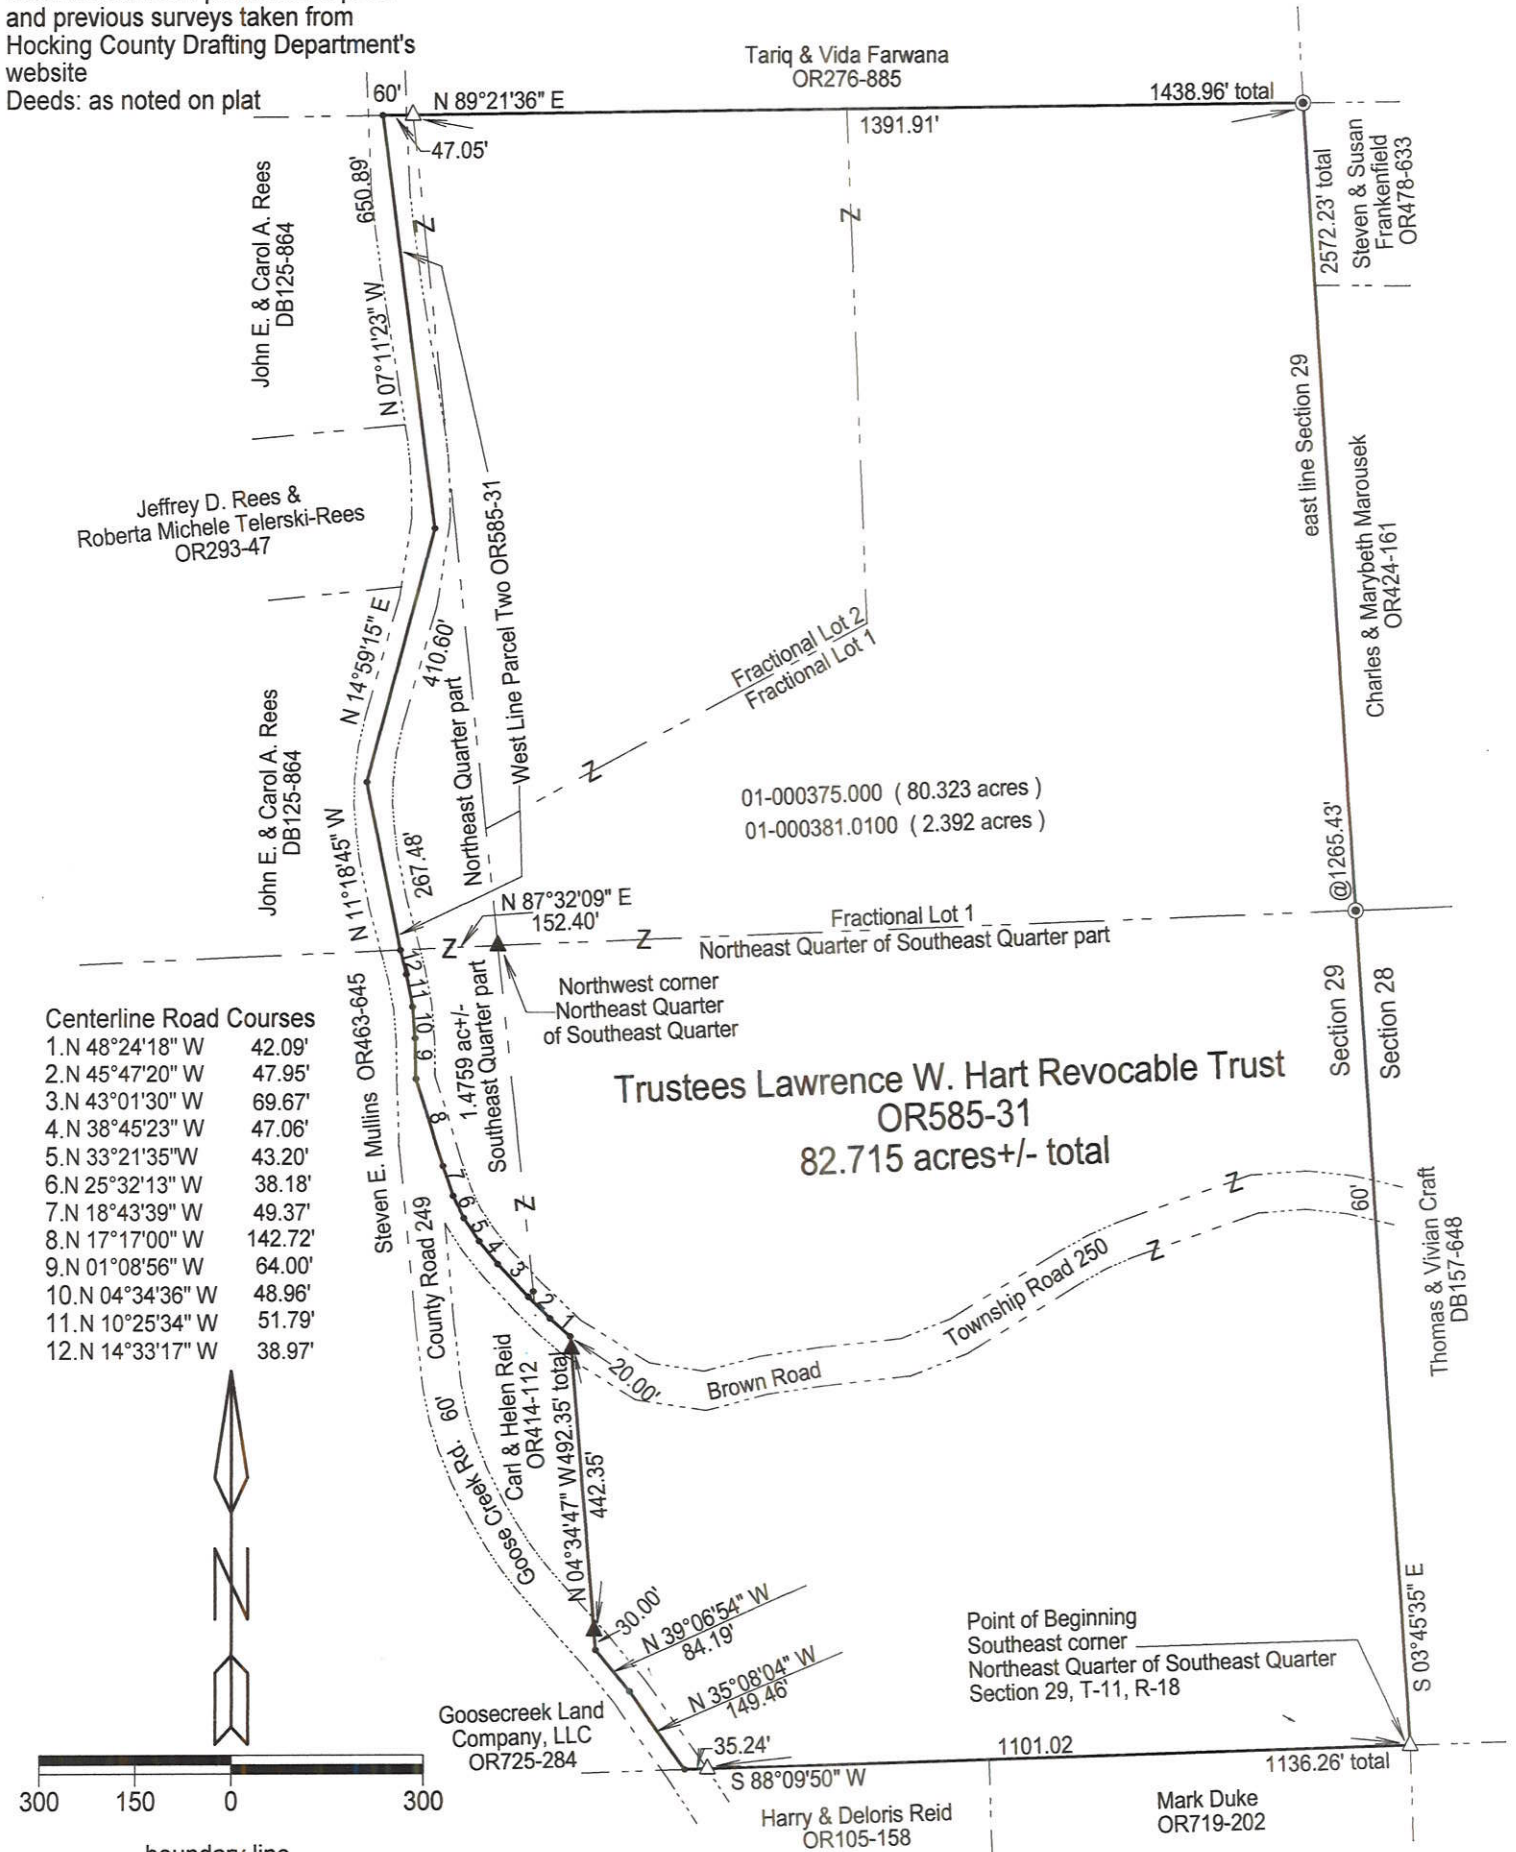 and previous surveys taken from
Hocking County Drafting Department's
website
Deeds: as noted on plat
Tariq & Vida Farwana
OR276-885
60'
N 89°21'36" E
1438.96' total
1391.91'
47.05'
650.89'
John E. & Carol A. Rees
DB125-864
N 07°11'23" W
Z
Z
2572.23' total
Steven & Susan
Frankenfield
OR478-633
east line Section 29
Jeffrey D. Rees &
Roberta Michele Telerski-Rees
OR293-47
West Line Parcel Two OR585-31
Charles & Marybeth Marousek
OR424-161
N 14°59'15" E
410.60'
Northeast Quarter part
Fractional Lot 2
Fractional Lot 1
Z
John E. & Carol A. Rees
DB125-864
01-000375.000 ( 80.323 acres )
01-000381.0100 ( 2.392 acres )
N 11°18'45" W
267.48'
@1265.43'
N 87°32'09" E
152.40'
Z
Z
Fractional Lot 1
Northeast Quarter of Southeast Quarter part
Northwest corner
Northeast Quarter
of Southeast Quarter
Section 29
Section 28
Steven E. Mullins OR463-645
1.4759 ac+/-
Southeast Quarter part
12
11
10
9
8
7
6
5
4
3
2
1
Centerline Road Courses
1.N 48°24'18" W 42.09'
2.N 45°47'20" W 47.95'
3.N 43°01'30" W 69.67'
4.N 38°45'23" W 47.06'
5.N 33°21'35"W 43.20'
6.N 25°32'13" W 38.18'
7.N 18°43'39" W 49.37'
8.N 17°17'00" W 142.72'
9.N 01°08'56" W 64.00'
10.N 04°34'36" W 48.96'
11.N 10°25'34" W 51.79'
12.N 14°33'17" W 38.97'
Trustees Lawrence W. Hart Revocable Trust
OR585-31
82.715 acres+/- total
Z
Z
Z
60'
Thomas & Vivian Craft
DB157-648
County Road 249
Township Road 250
Brown Road
20.00'
Carl & Helen Reid
OR414-112
N 04°34'47" W492.35' total
442.35'
Goose Creek Rd. 60'
N
30.00'
N 39°06'54" W
84.19'
N 35°08'04" W
149.46'
Point of Beginning
Southeast corner
Northeast Quarter of Southeast Quarter
Section 29, T-11, R-18
S 03°45'35" E
Goosecreek Land
Company, LLC
OR725-284
35.24'
1101.02
S 88°09'50" W
1136.26' total
Harry & Deloris Reid
OR105-158
Mark Duke
OR719-202
300 150 0 300
boundary line